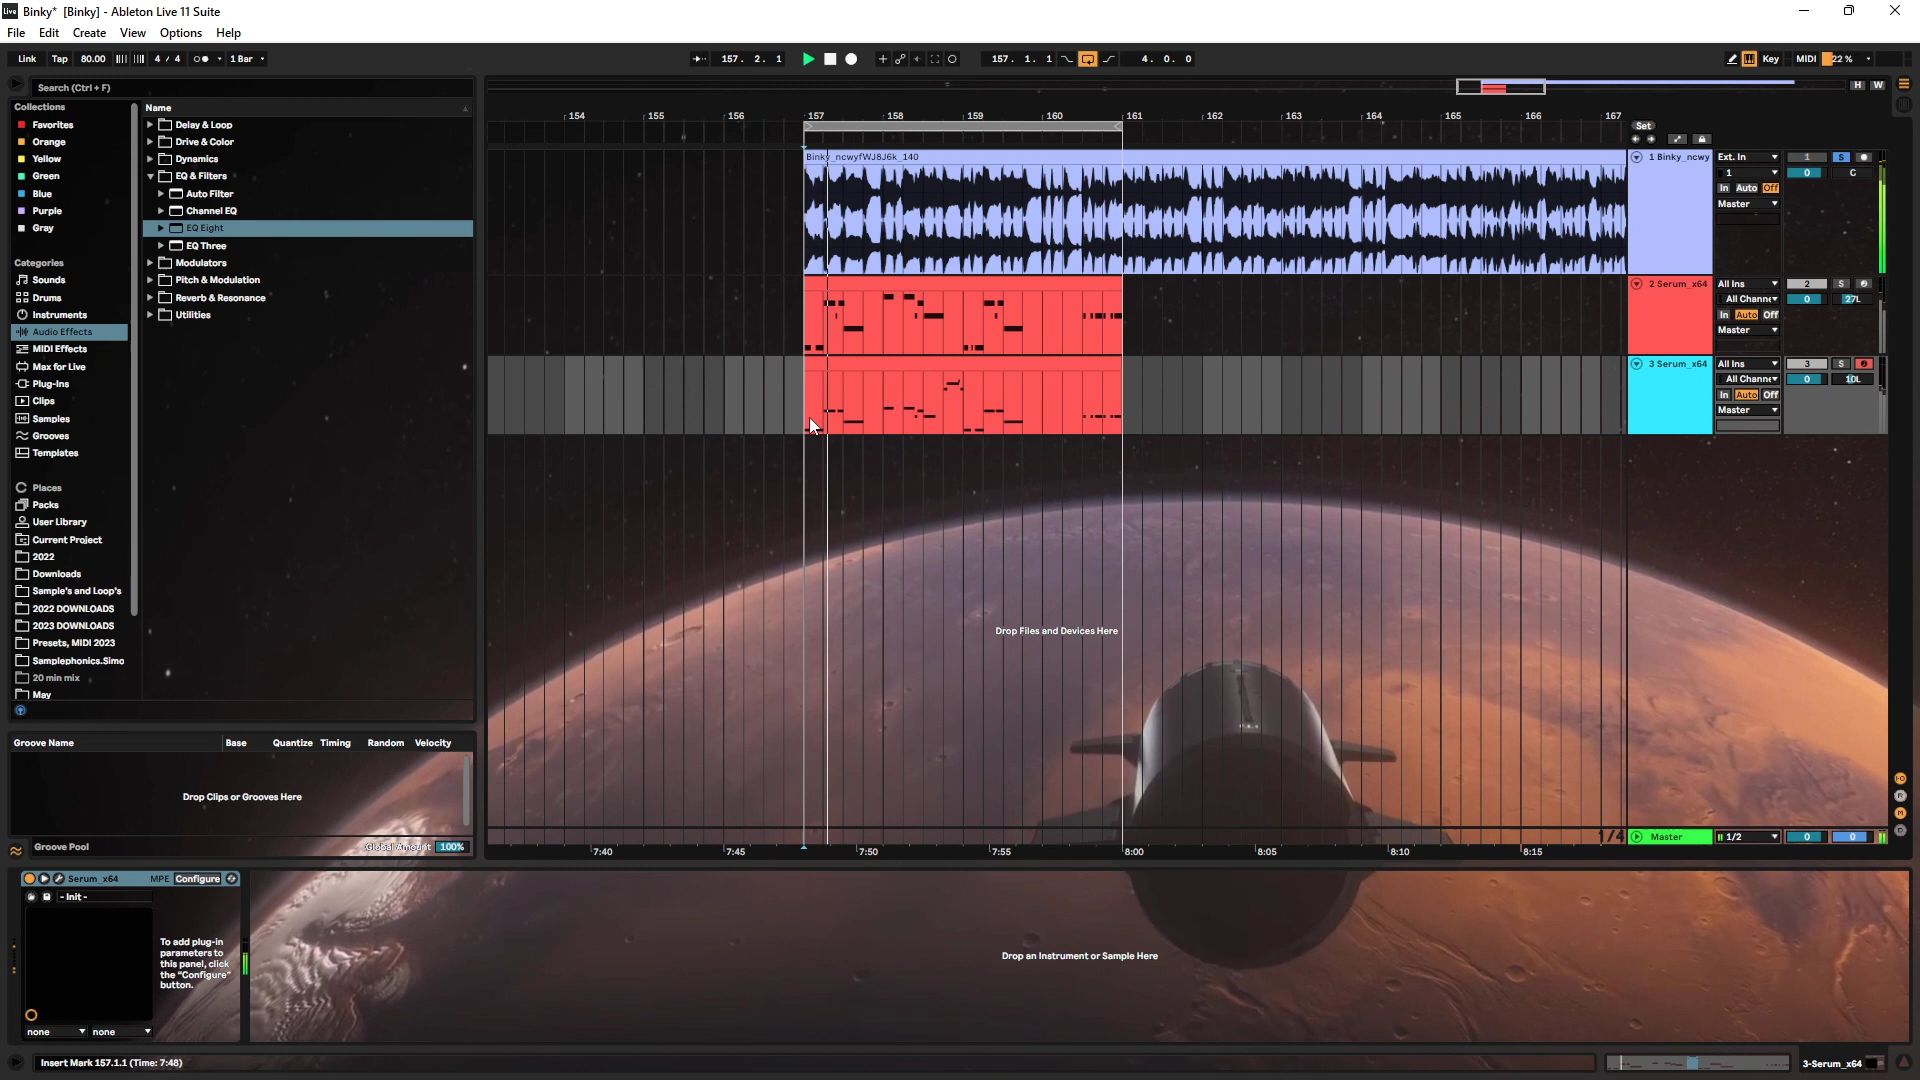 Live Binky* [Binky] - Ableton Live 11 Suite
File Edit Create View Options Help
Link Tap 80.00 4 / 4 1 Bar 157. 2. 1 157. 1. 1 4. 0. 0 Key MIDI 22 %
Search (Ctrl + F)
H W
Collections
Favorites
Orange
Yellow
Green
Blue
Purple
Gray
Categories
Sounds
Drums
Instruments
Audio Effects
MIDI Effects
Max for Live
Plug-Ins
Clips
Samples
Grooves
Templates
Places
Packs
User Library
Current Project
2022
Downloads
Sample's and Loop's
2022 DOWNLOADS
2023 DOWNLOADS
Presets, MIDI 2023
Samplephonics.Simo
20 min mix
May
Name
Delay & Loop
Drive & Color
Dynamics
EQ & Filters
Auto Filter
Channel EQ
EQ Eight
EQ Three
Modulators
Pitch & Modulation
Reverb & Resonance
Utilities
154 155 156 157 158 159 160 161 162 163 164 165 166 167
Set
Binky_ncwyfWJ8J6k_140
1 Binky_ncwy Ext. In 1 S
1 0 C
In Auto Off
Master
2 Serum_x64 All Ins 2 S
All Channe 0 27L
In Auto Off
Master
3 Serum_x64 All Ins 3 S
All Channe 0 10L
In Auto Off
Master
Drop Files and Devices Here
1/4 Master 1/2 0 0
7:40 7:45 7:50 7:55 8:00 8:05 8:10 8:15
I·O
R
M
D
Groove Name Base Quantize Timing Random Velocity
Drop Clips or Grooves Here
Groove Pool Global Amount 100%
Serum_x64 MPE Configure
- Init -
To add plug-in
parameters to
this panel, click
the "Configure"
button.
none none
Drop an Instrument or Sample Here
Insert Mark 157.1.1 (Time: 7:48)
3-Serum_x64